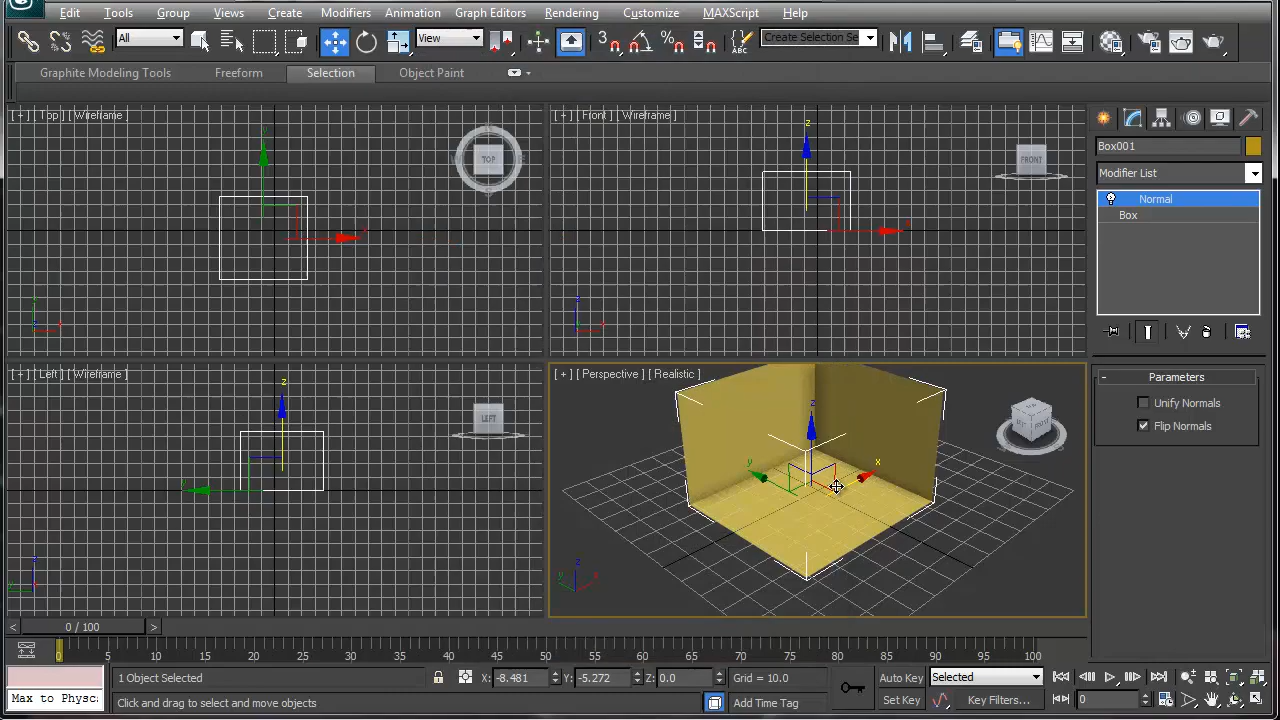 Edit Tools Group Views Create Modifiers Animation Graph Editors Rendering Customize MAXScript Help
All View 3 Create Selection Se
Graphite Modeling Tools Freeform Selection Object Paint
[ + ] [ Top ] [ Wireframe ]
TOP
y
x
[ + ] [ Front ] [ Wireframe ]
FRONT
z
x
[ + ] [ Left ] [ Wireframe ]
LEFT
z
y
[ + ] [ Perspective ] [ Realistic ]
z
y
x
Box001
Modifier List
Normal
Box
- Parameters
Unify Normals
Flip Normals
< 0 / 100 >
0 5 10 15 20 25 30 35 40 45 50 55 60 65 70 75 80 85 90 95 100
1 Object Selected X: -8.481 Y: -5.272 Z: 0.0 Grid = 10.0 Auto Key Selected
Max to Physc: Click and drag to select and move objects Add Time Tag Set Key Key Filters... 0